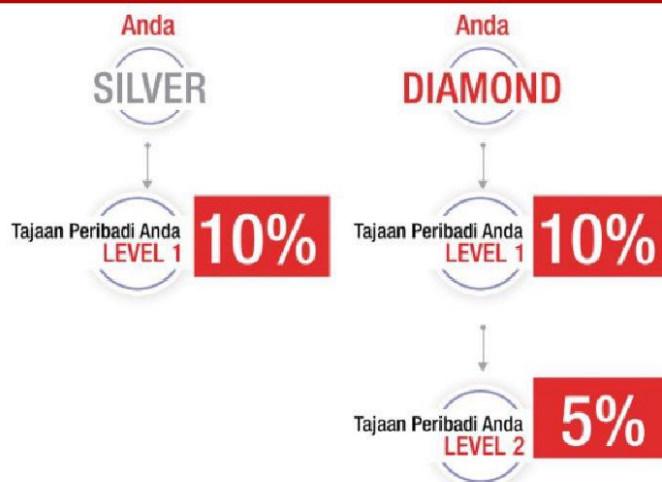 Anda
SILVER
Tajaan Peribadi Anda
LEVEL 1
10%
Anda
DIAMOND
Tajaan Peribadi Anda
LEVEL 1
10%
Tajaan Peribadi Anda
LEVEL 2
5%